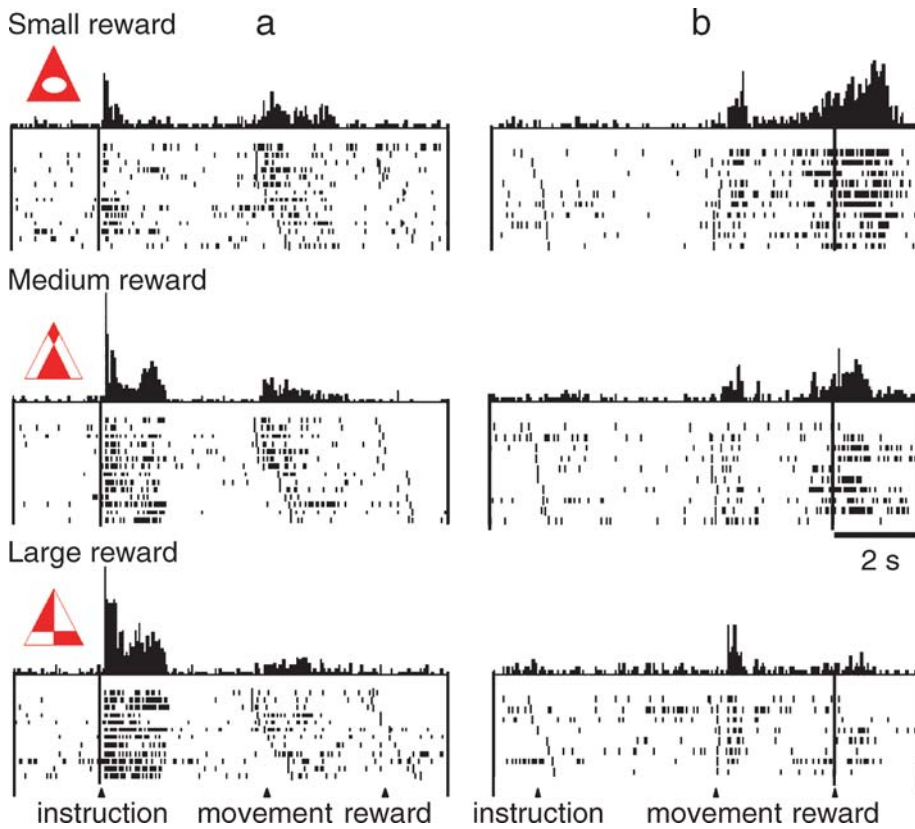 Small reward
a
b
Medium reward
2 s
Large reward
instruction movement reward
instruction movement reward